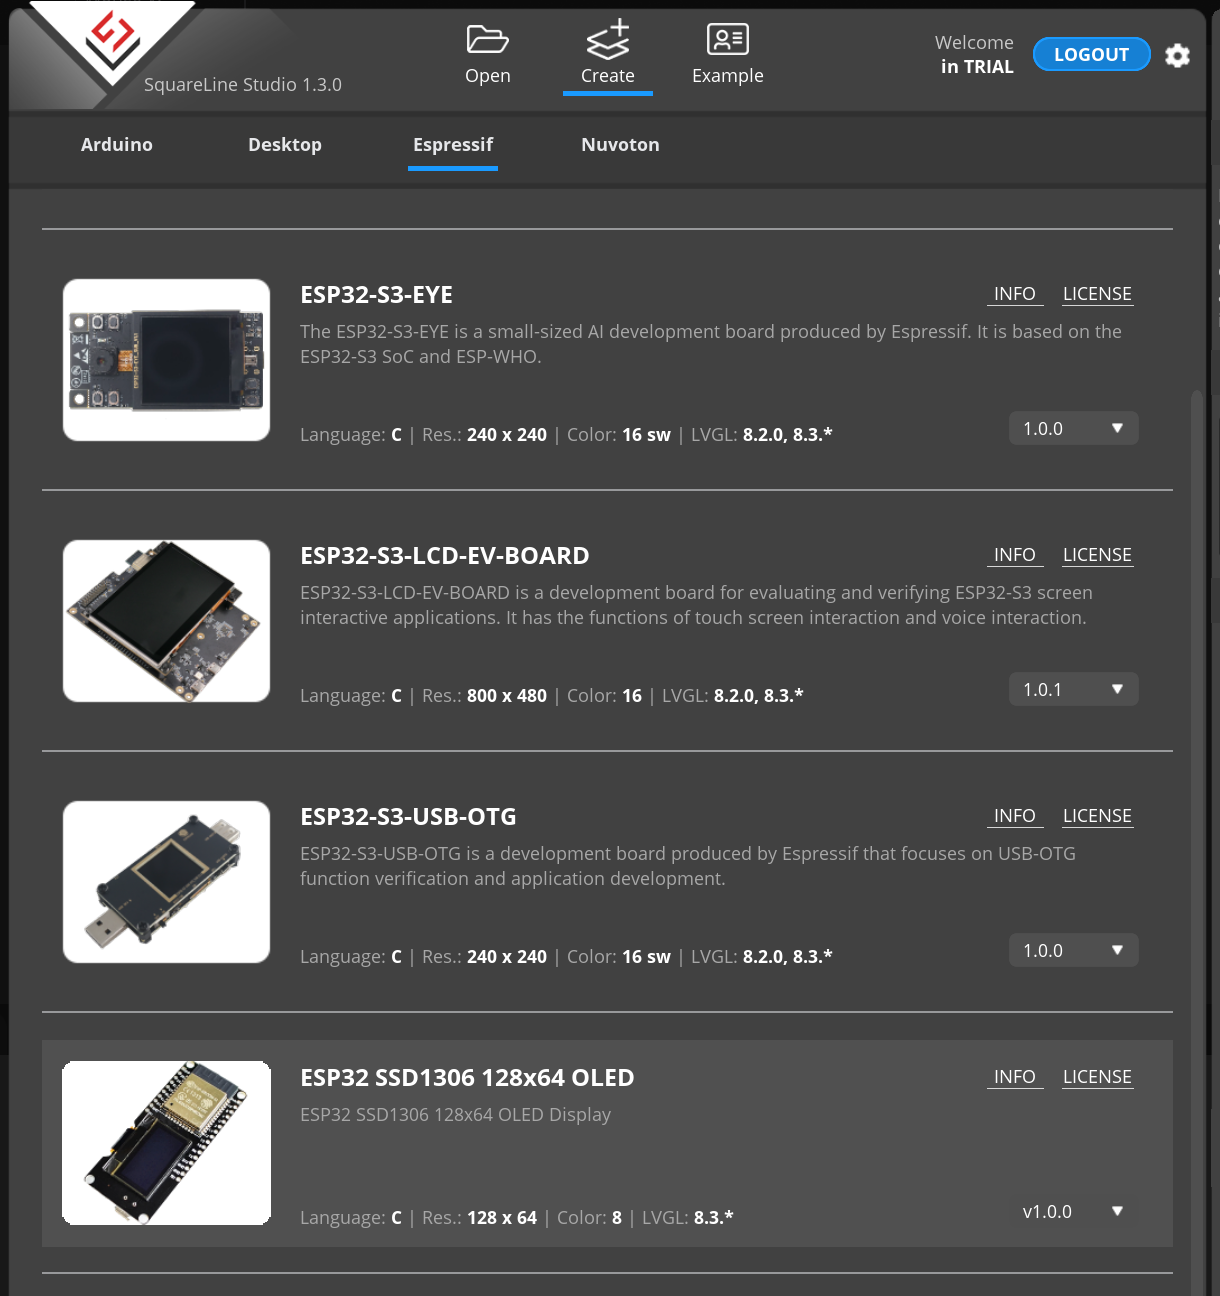 SquareLine Studio 1.3.0
Open
Create
Example
Welcome
in TRIAL
LOGOUT
Arduino
Desktop
Espressif
Nuvoton
ESP32-S3-EYE
INFO
LICENSE
The ESP32-S3-EYE is a small-sized AI development board produced by Espressif. It is based on the
ESP32-S3 SoC and ESP-WHO.
Language: C | Res.: 240 x 240 | Color: 16 sw | LVGL: 8.2.0, 8.3.*
1.0.0
ESP32-S3-LCD-EV-BOARD
INFO
LICENSE
ESP32-S3-LCD-EV-BOARD is a development board for evaluating and verifying ESP32-S3 screen
interactive applications. It has the functions of touch screen interaction and voice interaction.
Language: C | Res.: 800 x 480 | Color: 16 | LVGL: 8.2.0, 8.3.*
1.0.1
ESP32-S3-USB-OTG
INFO
LICENSE
ESP32-S3-USB-OTG is a development board produced by Espressif that focuses on USB-OTG
function verification and application development.
Language: C | Res.: 240 x 240 | Color: 16 sw | LVGL: 8.2.0, 8.3.*
1.0.0
ESP32 SSD1306 128x64 OLED
INFO
LICENSE
ESP32 SSD1306 128x64 OLED Display
Language: C | Res.: 128 x 64 | Color: 8 | LVGL: 8.3.*
v1.0.0